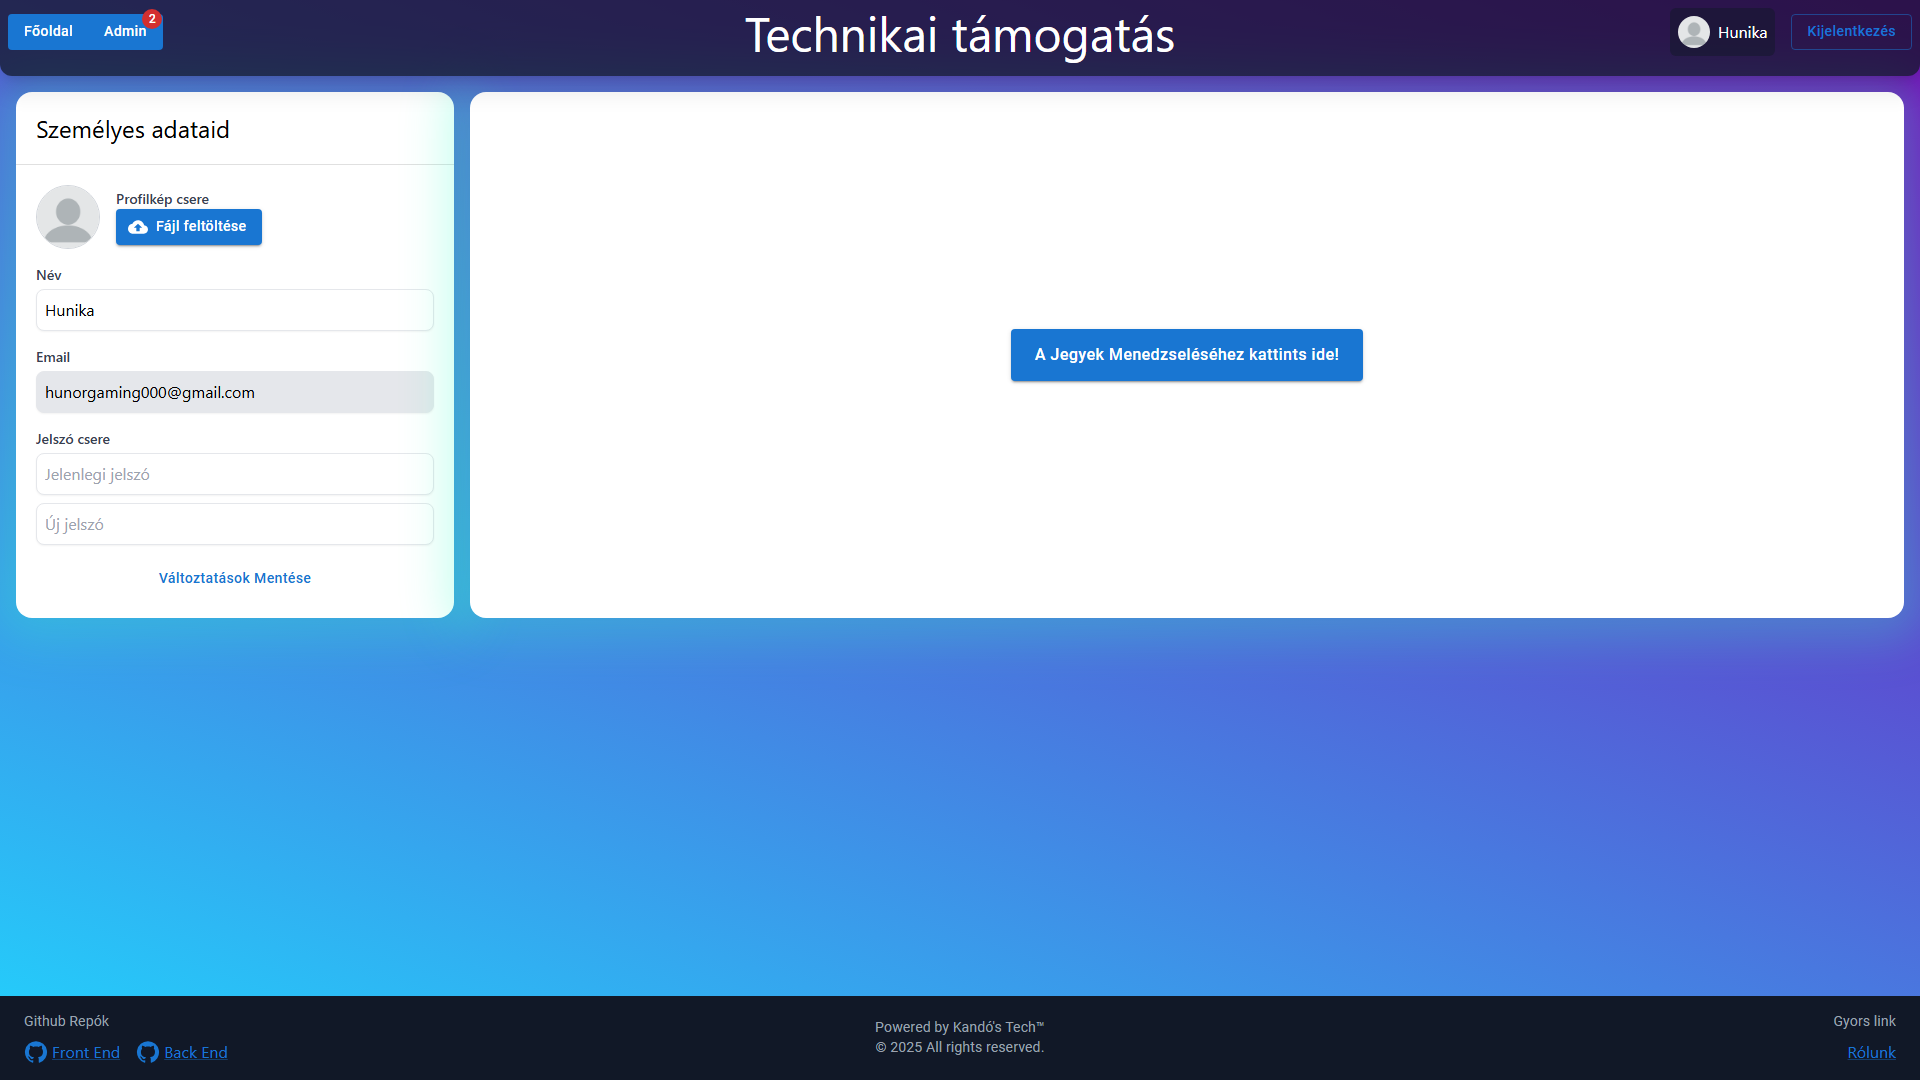 Főoldal
Admin
2
Technikai támogatás
Hunika
Kijelentkezés
Személyes adataid
Profilkép csere
Fájl feltöltése
Név
Hunika
Email
hunorgaming000@gmail.com
Jelszó csere
Jelenlegi jelszó
Új jelszó
Változtatások Mentése
A Jegyek Menedzseléséhez kattints ide!
Github Repók
Front End
Back End
Powered by Kandó's Tech™
© 2025 All rights reserved.
Gyors link
Rólunk